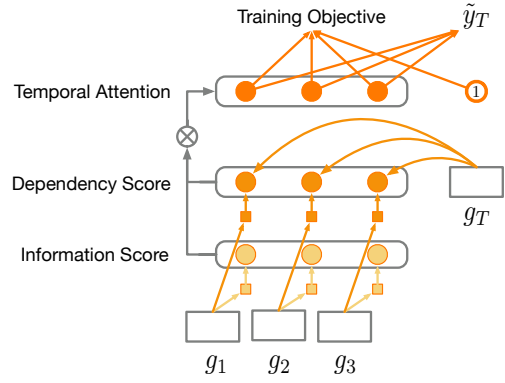 Training Objective
ỹ_T
Temporal Attention
1
Dependency Score
g_T
Information Score
g_1 g_2 g_3